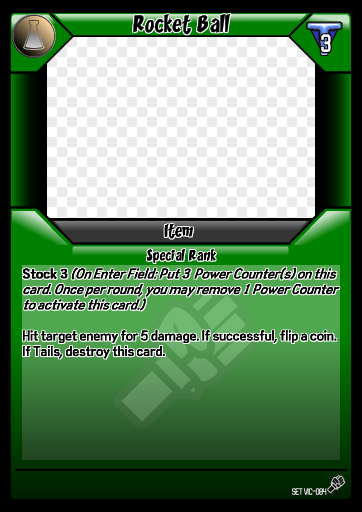 Rocket Ball
3
Item
Special Rank
Stock 3 (On Enter Field: Put 3 Power Counter(s) on this
card. Once per round, you may remove 1 Power Counter
to activate this card.)
Hit target enemy for 5 damage. If successful, flip a coin.
If Tails, destroy this card.
SET VIC-084